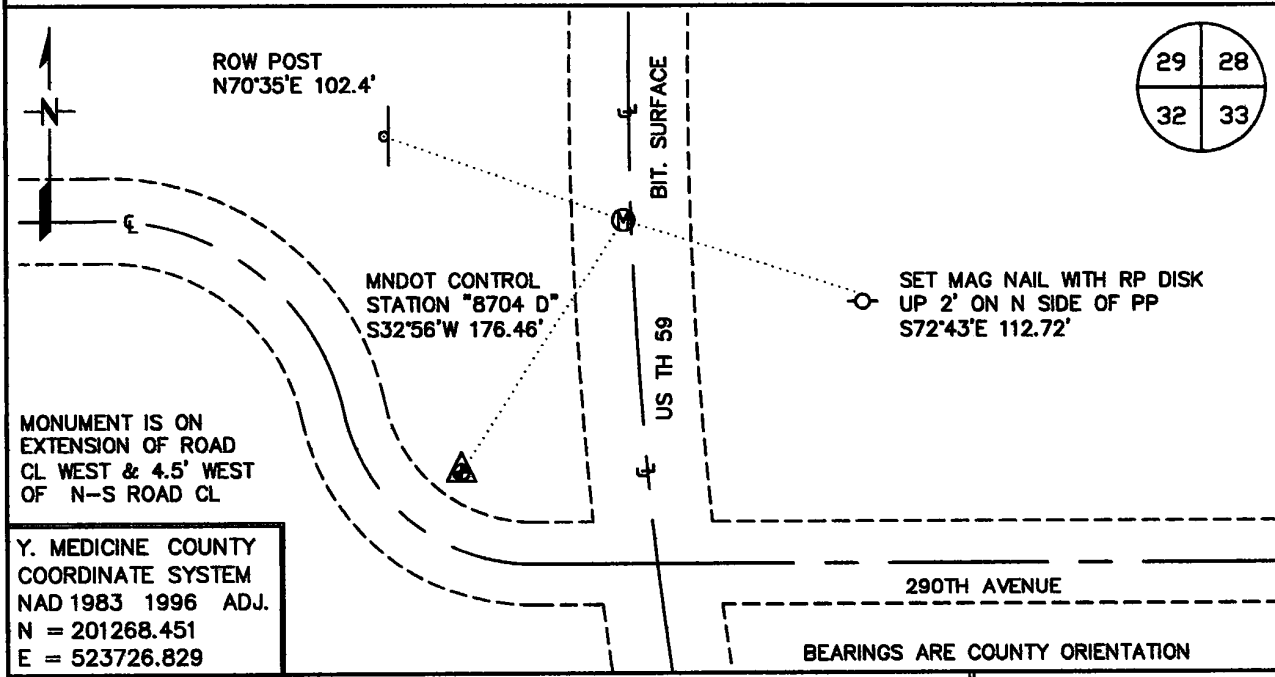 ROW POST
N70°35'E 102.4'
N
BIT. SURFACE
29 28
32 33
℄
℄
M
MNDOT CONTROL
STATION "8704 D"
S32°56'W 176.46'
SET MAG NAIL WITH RP DISK
UP 2' ON N SIDE OF PP
S72°43'E 112.72'
US TH 59
℄
MONUMENT IS ON
EXTENSION OF ROAD
CL WEST & 4.5' WEST
OF N-S ROAD CL
Y. MEDICINE COUNTY
COORDINATE SYSTEM
NAD 1983 1996 ADJ.
N = 201268.451
E = 523726.829
290TH AVENUE
BEARINGS ARE COUNTY ORIENTATION